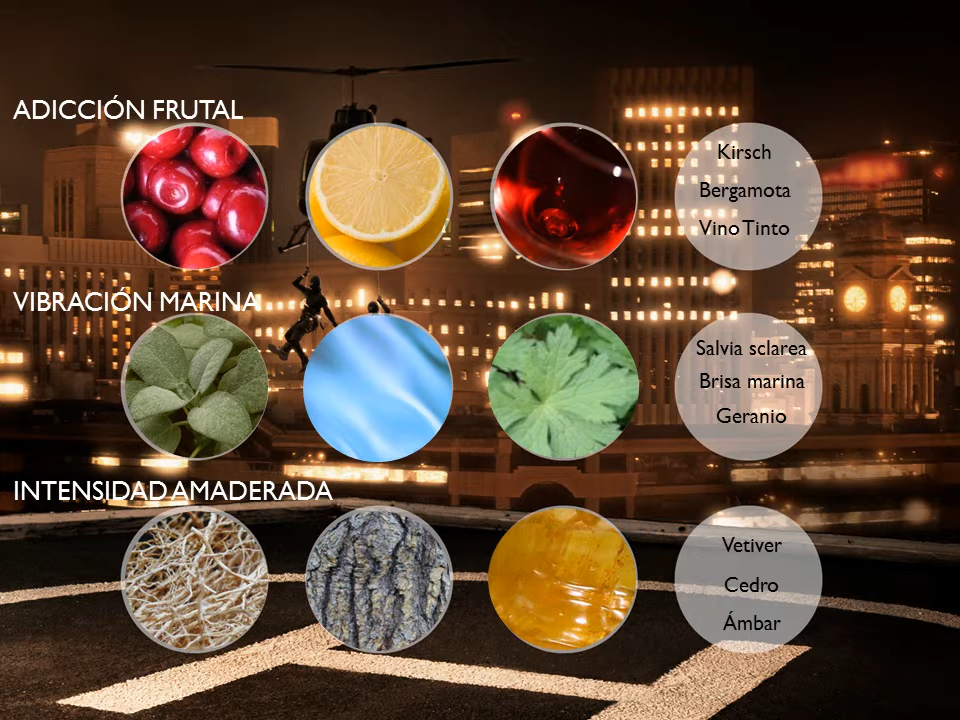 ADICCIÓN FRUTAL
Kirsch
Bergamota
Vino Tinto
VIBRACIÓN MARINA
Salvia sclarea
Brisa marina
Geranio
INTENSIDAD AMADERADA
Vetiver
Cedro
Ámbar